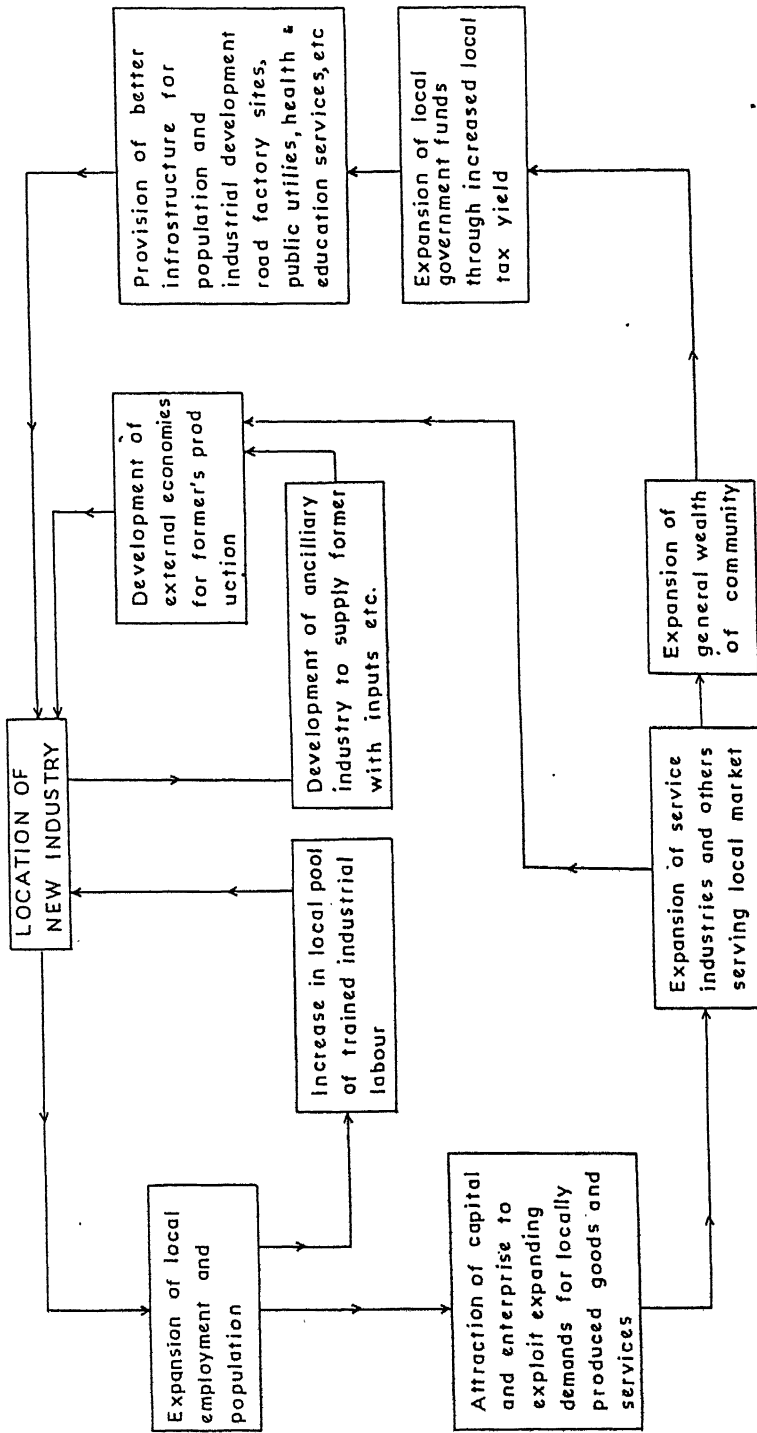 LOCATION OF
NEW INDUSTRY
Expansion of local
employment and
population
Increase in local pool
of trained industrial
labour
Attraction of capital
and enterprise to
exploit expanding
demands for locally
produced goods and
services
Development of
external economies
for former's prod
uction
Development of ancilliary
industry to supply former
with inputs etc.
Expansion of service
industries and others
serving local market
Expansion of
general wealth
of community
Provision of better
infrostructure for
population and
industrial development
road factory sites,
public utilies, health &
education services, etc
Expansion of local
government funds
through increased local
tax yield